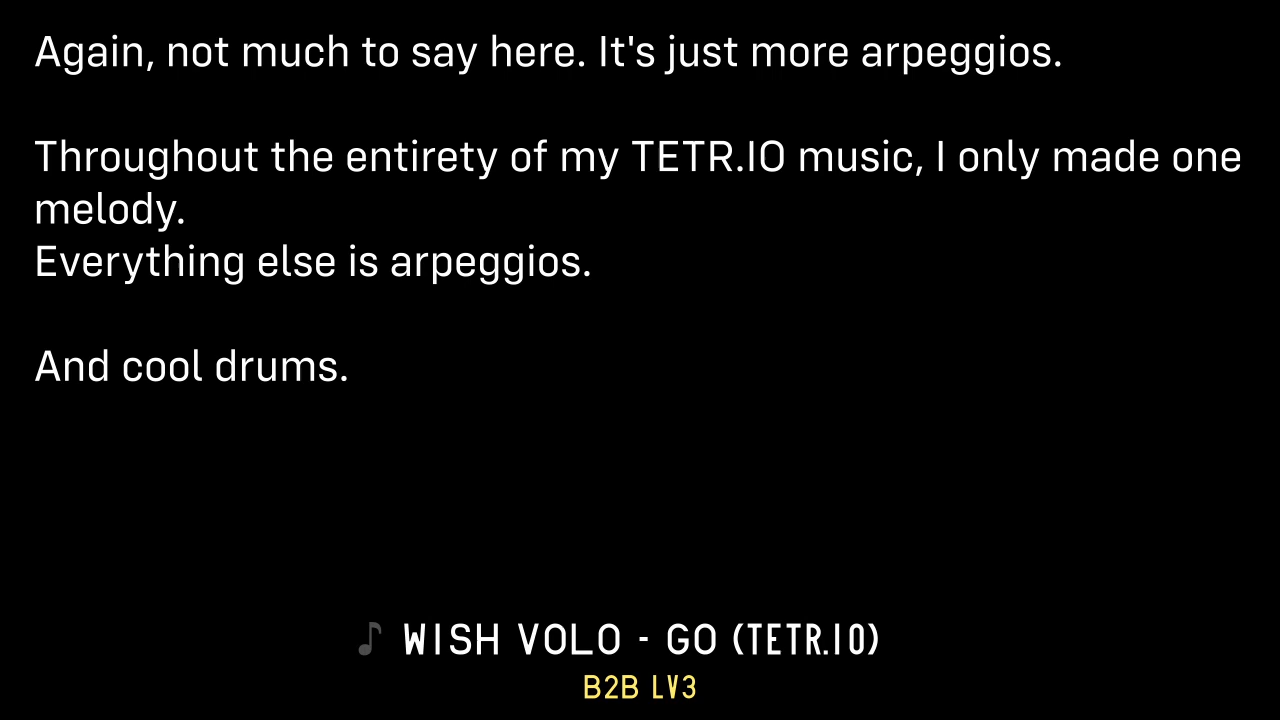 Again, not much to say here. It's just more arpeggios.
Throughout the entirety of my TETR.IO music, I only made one
melody.
Everything else is arpeggios.
And cool drums.
♪ WISH VOLO - GO (TETR.IO)
B2B LV3